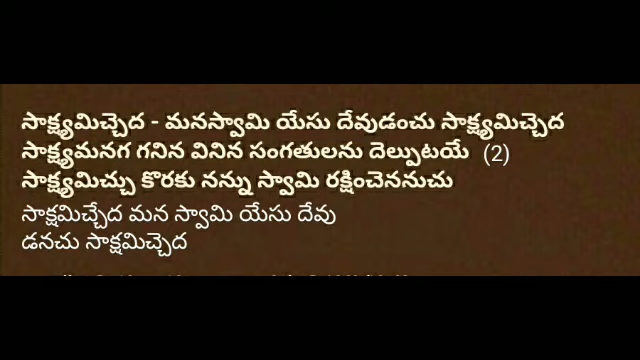 సాక్ష్యమిచ్చెద - మనస్వామి యేసు దేవుడంచు సాక్ష్యమిచ్చెద
సాక్ష్యమనగ గనిన వినిన సంగతులను దెల్పుటయే (2)
సాక్ష్యమిచ్చు కొరకు నన్ను స్వామి రక్షించెననుచు
సాక్షమిచ్చేద మన స్వామి యేసు దేవు
డనచు సాక్షమిచ్చెద